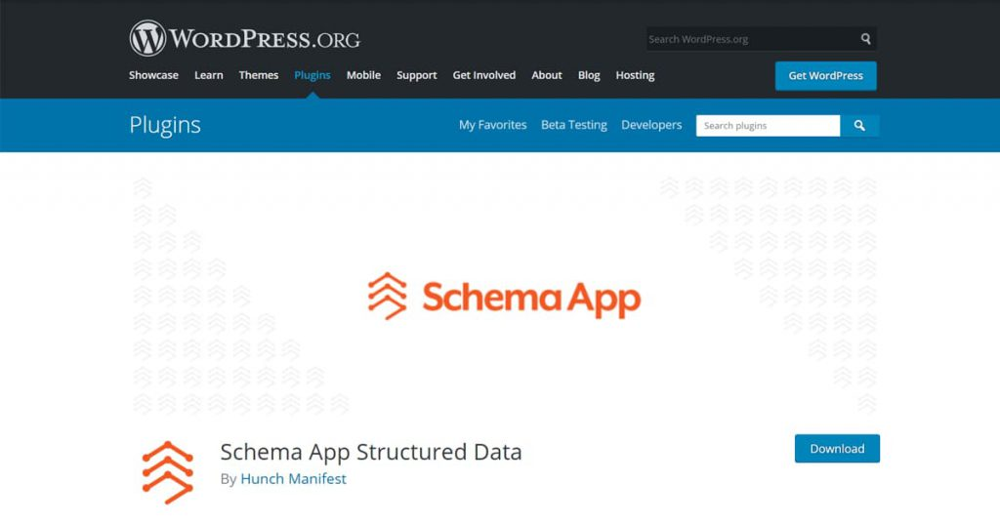 WORDPRESS.ORG
Search WordPress.org
Showcase Learn Themes Plugins Mobile Support Get Involved About Blog Hosting Get WordPress
Plugins
My Favorites Beta Testing Developers Search plugins
Schema App
Schema App Structured Data
Download
By Hunch Manifest